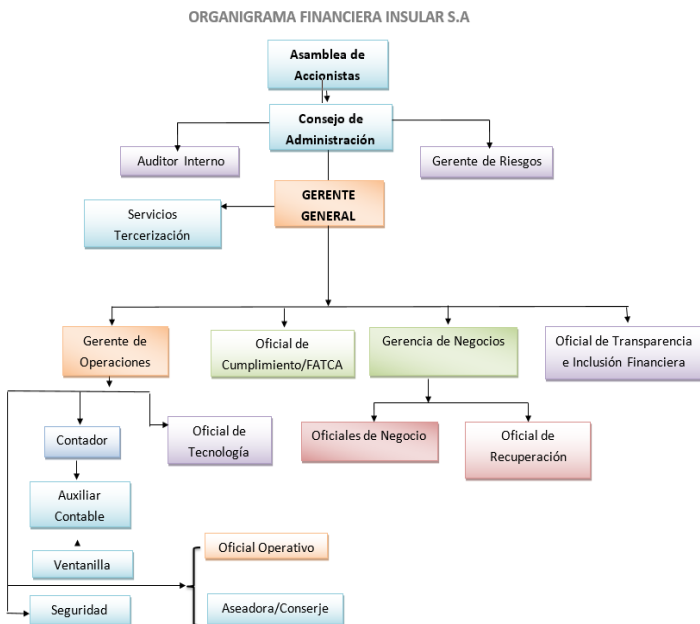 ORGANIGRAMA FINANCIERA INSULAR S.A
Asamblea de
Accionistas
Consejo de
Administración
Auditor Interno
Gerente de Riesgos
GERENTE
GENERAL
Servicios
Tercerización
Gerente de
Operaciones
Oficial de
Cumplimiento/FATCA
Gerencia de Negocios
Oficial de Transparencia
e Inclusión Financiera
Contador
Oficial de
Tecnología
Oficiales de Negocio
Oficial de
Recuperación
Auxiliar
Contable
Ventanilla
Oficial Operativo
Seguridad
Aseadora/Conserje